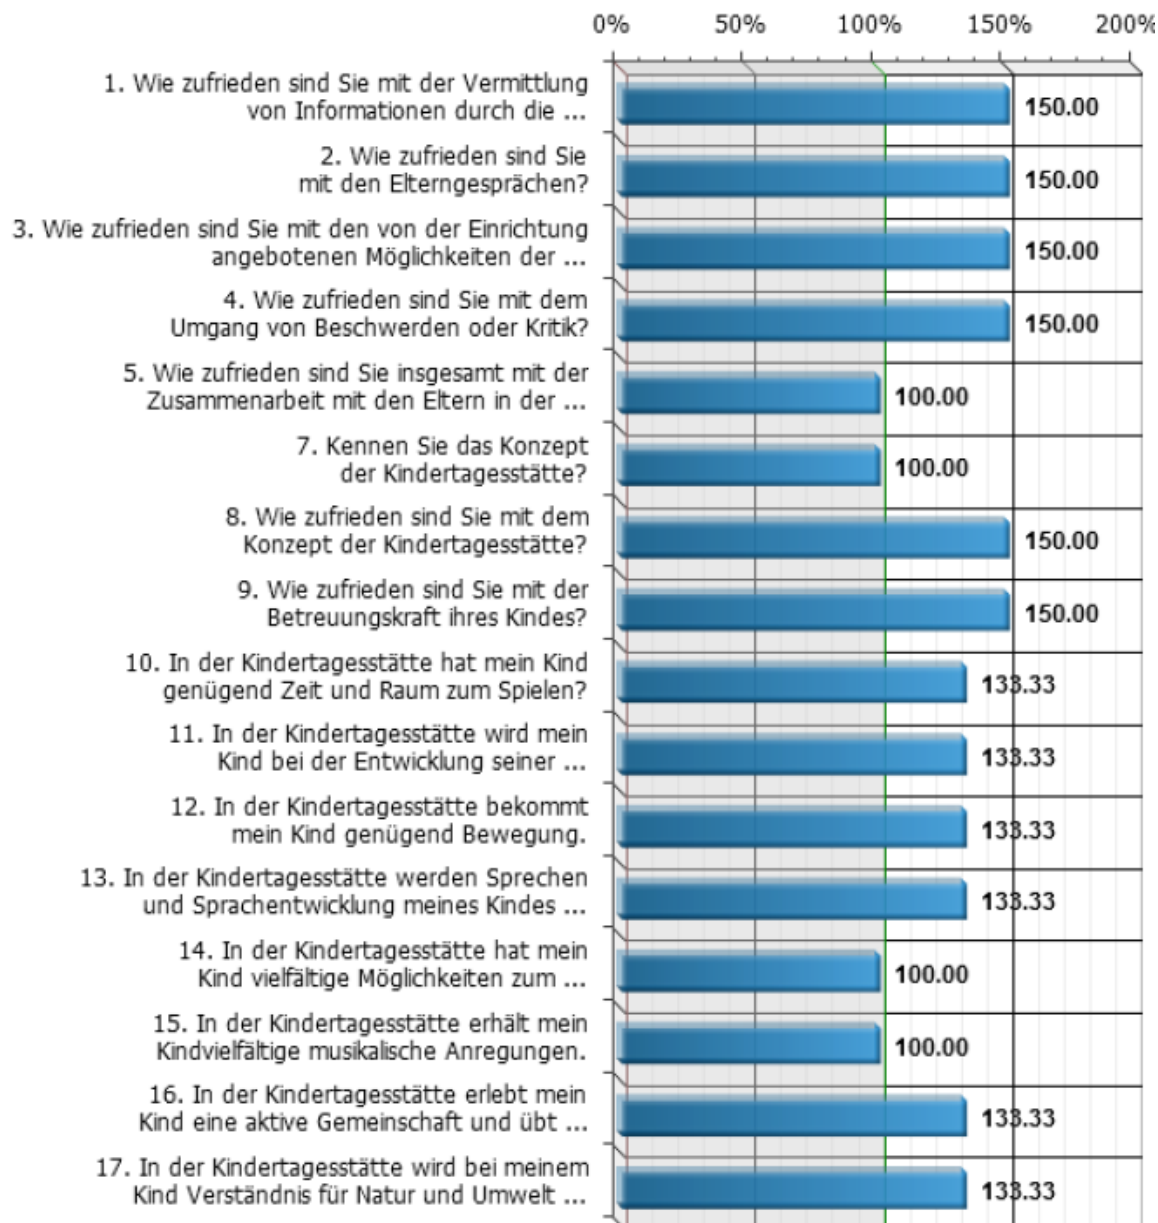 0% 50% 100% 150% 200%
1. Wie zufrieden sind Sie mit der Vermittlung
von Informationen durch die ...
150.00
2. Wie zufrieden sind Sie
mit den Elterngesprächen?
150.00
3. Wie zufrieden sind Sie mit den von der Einrichtung
angebotenen Möglichkeiten der ...
150.00
4. Wie zufrieden sind Sie mit dem
Umgang von Beschwerden oder Kritik?
150.00
5. Wie zufrieden sind Sie insgesamt mit der
Zusammenarbeit mit den Eltern in der ...
100.00
7. Kennen Sie das Konzept
der Kindertagesstätte?
100.00
8. Wie zufrieden sind Sie mit dem
Konzept der Kindertagesstätte?
150.00
9. Wie zufrieden sind Sie mit der
Betreuungskraft ihres Kindes?
150.00
10. In der Kindertagesstätte hat mein Kind
genügend Zeit und Raum zum Spielen?
133.33
11. In der Kindertagesstätte wird mein
Kind bei der Entwicklung seiner ...
133.33
12. In der Kindertagesstätte bekommt
mein Kind genügend Bewegung.
133.33
13. In der Kindertagesstätte werden Sprechen
und Sprachentwicklung meines Kindes ...
133.33
14. In der Kindertagesstätte hat mein
Kind vielfältige Möglichkeiten zum ...
100.00
15. In der Kindertagesstätte erhält mein
Kindvielfältige musikalische Anregungen.
100.00
16. In der Kindertagesstätte erlebt mein
Kind eine aktive Gemeinschaft und übt ...
133.33
17. In der Kindertagesstätte wird bei meinem
Kind Verständnis für Natur und Umwelt ...
133.33